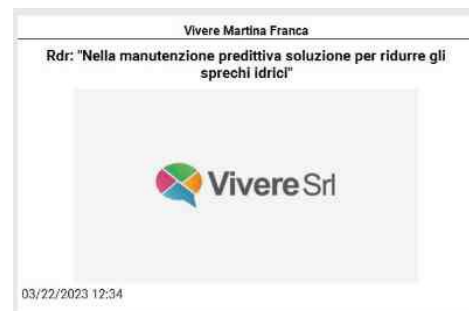 Vivere Martina Franca
Rdr: "Nella manutenzione predittiva soluzione per ridurre gli
sprechi idrici"
Vivere Srl
03/22/2023 12:34